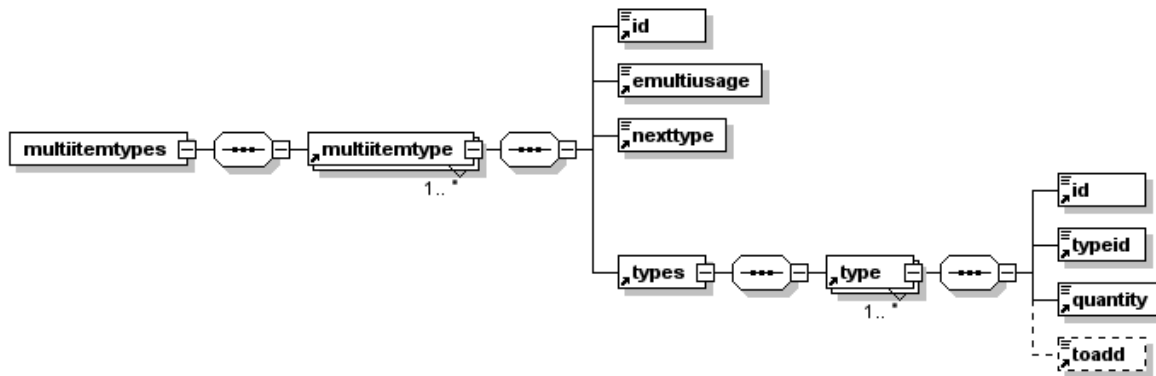 multiitemtypes
multiitemtype
1.. *
id
emultiusage
nexttype
types
type
1.. *
id
typeid
quantity
toadd